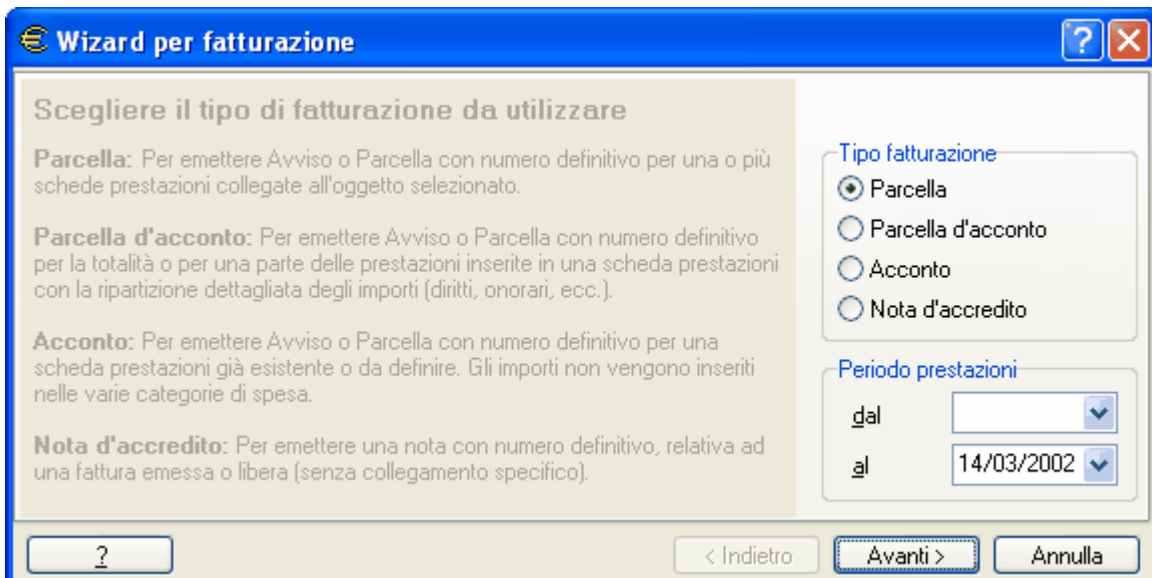 Wizard per fatturazione
Scegliere il tipo di fatturazione da utilizzare
Parcella: Per emettere Avviso o Parcella con numero definitivo per una o più
schede prestazioni collegate all'oggetto selezionato.
Parcella d'acconto: Per emettere Avviso o Parcella con numero definitivo
per la totalità o per una parte delle prestazioni inserite in una scheda prestazioni
con la ripartizione dettagliata degli importi (diritti, onorari, ecc.).
Acconto: Per emettere Avviso o Parcella con numero definitivo per una
scheda prestazioni già esistente o da definire. Gli importi non vengono inseriti
nelle varie categorie di spesa.
Nota d'accredito: Per emettere una nota con numero definitivo, relativa ad
una fattura emessa o libera (senza collegamento specifico).
Tipo fatturazione
Parcella
Parcella d'acconto
Acconto
Nota d'accredito
Periodo prestazioni
dal
al 14/03/2002
?
< Indietro
Avanti >
Annulla